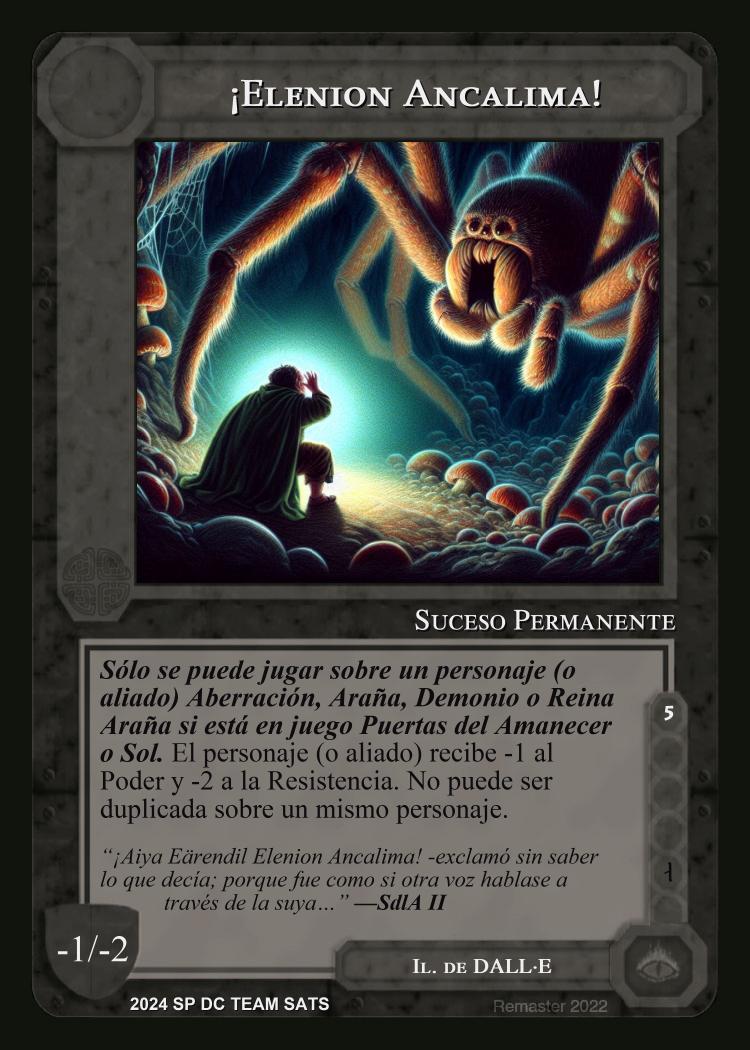 ¡Elenion Ancalima!
Suceso Permanente
Sólo se puede jugar sobre un personaje (o
aliado) Aberración, Araña, Demonio o Reina
Araña si está en juego Puertas del Amanecer
o Sol. El personaje (o aliado) recibe -1 al
Poder y -2 a la Resistencia. No puede ser
duplicada sobre un mismo personaje.
5
“¡Aiya Eärendil Elenion Ancalima! -exclamó sin saber
lo que decía; porque fue como si otra voz hablase a
través de la suya…” —SdlA II
-1/-2
Il. de DALL·E
2024 SP DC TEAM SATS
Remaster 2022